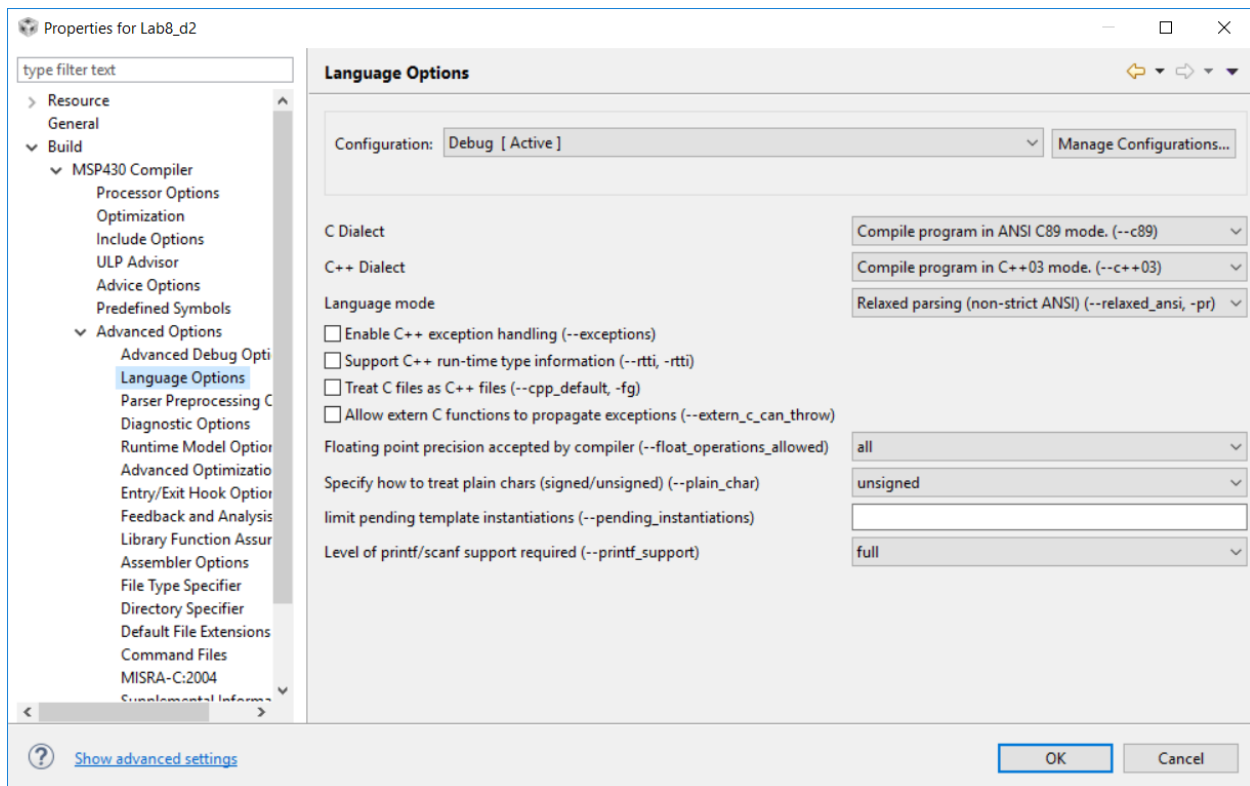 Properties for Lab8_d2
type filter text
Resource
General
Build
MSP430 Compiler
Processor Options
Optimization
Include Options
ULP Advisor
Advice Options
Predefined Symbols
Advanced Options
Advanced Debug Opti
Language Options
Parser Preprocessing C
Diagnostic Options
Runtime Model Option
Advanced Optimizatio
Entry/Exit Hook Option
Feedback and Analysis
Library Function Assur
Assembler Options
File Type Specifier
Directory Specifier
Default File Extensions
Command Files
MISRA-C:2004
Supplemental Informa
Language Options
Configuration: Debug [ Active ] Manage Configurations...
C Dialect Compile program in ANSI C89 mode. (--c89)
C++ Dialect Compile program in C++03 mode. (--c++03)
Language mode Relaxed parsing (non-strict ANSI) (--relaxed_ansi, -pr)
Enable C++ exception handling (--exceptions)
Support C++ run-time type information (--rtti, -rtti)
Treat C files as C++ files (--cpp_default, -fg)
Allow extern C functions to propagate exceptions (--extern_c_can_throw)
Floating point precision accepted by compiler (--float_operations_allowed) all
Specify how to treat plain chars (signed/unsigned) (--plain_char) unsigned
limit pending template instantiations (--pending_instantiations)
Level of printf/scanf support required (--printf_support) full
? Show advanced settings OK Cancel